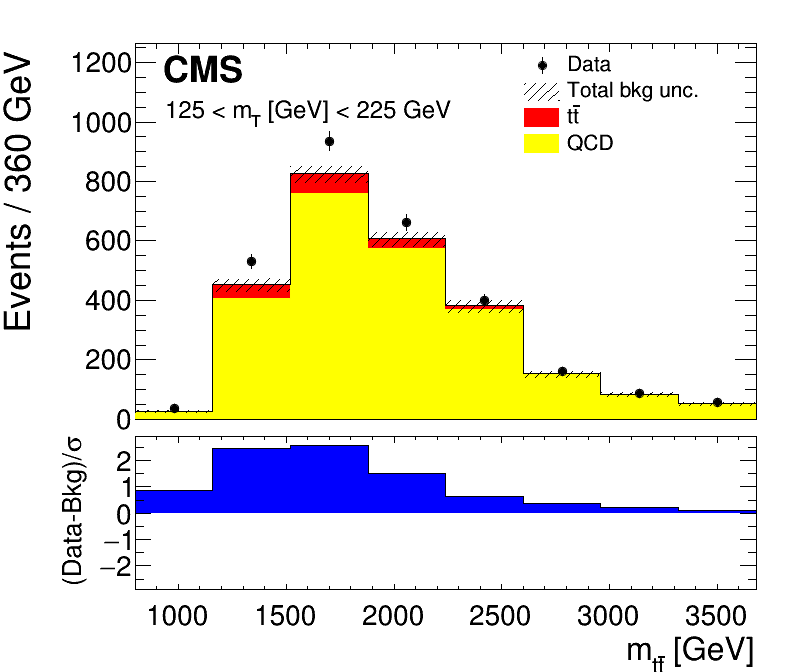 Events / 360 GeV
1200
1000
800
600
400
200
0
CMS
125 < m_T [GeV] < 225 GeV
Data
Total bkg unc.
tt̄
QCD
(Data-Bkg)/σ
2
1
0
−1
−2
1000 1500 2000 2500 3000 3500
m_tt̄ [GeV]